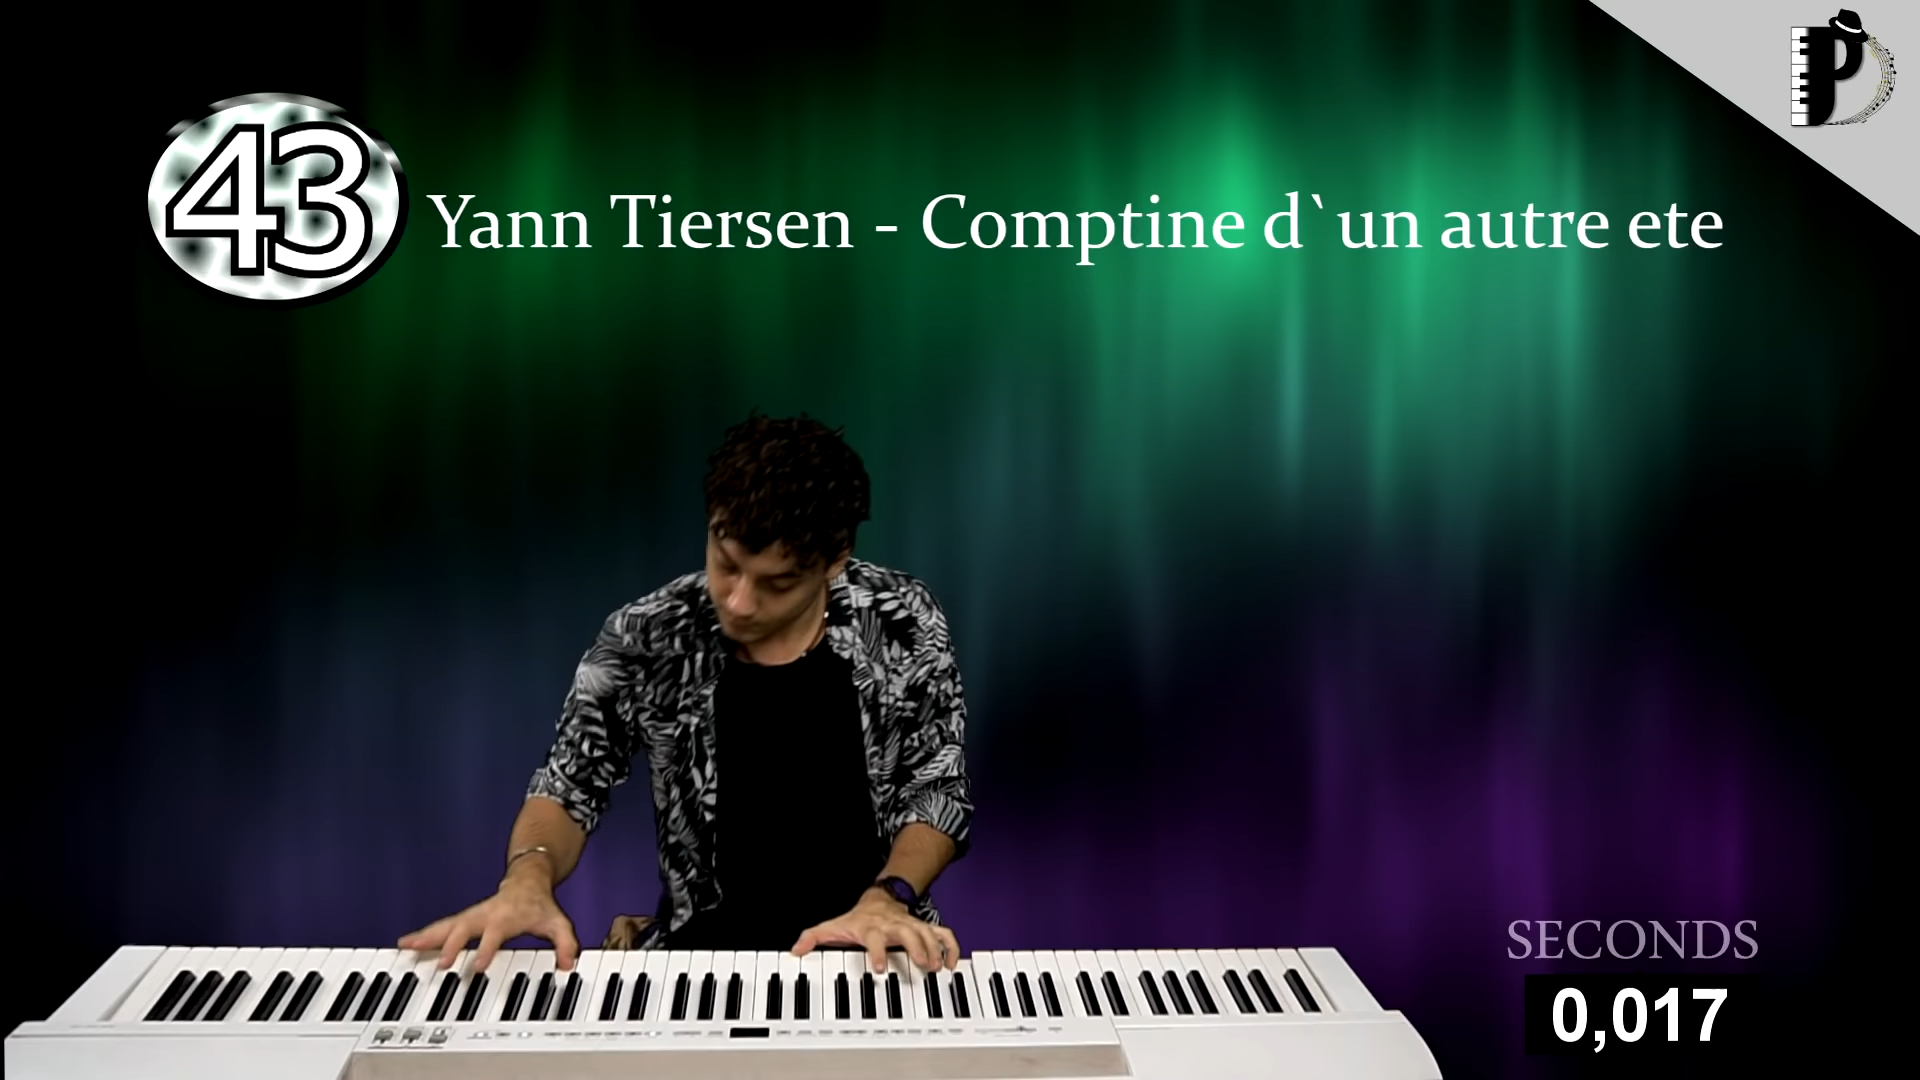 43
Yann Tiersen - Comptine d`un autre ete
SECONDS
0,017